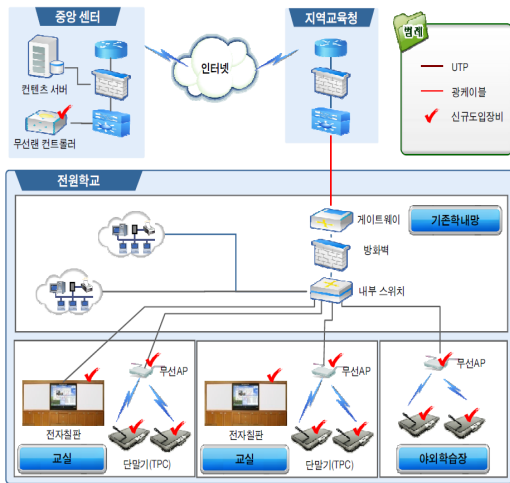 중앙 센터
지역교육청
범례
인터넷
컨텐츠 서버
무선랜 컨트롤러
UTP
광케이블
신규도입장비
전원학교
게이트웨이
기존학내망
방화벽
내부 스위치
무선AP
무선AP
무선AP
전자칠판
단말기(TPC)
전자칠판
단말기(TPC)
교실
교실
야외학습장